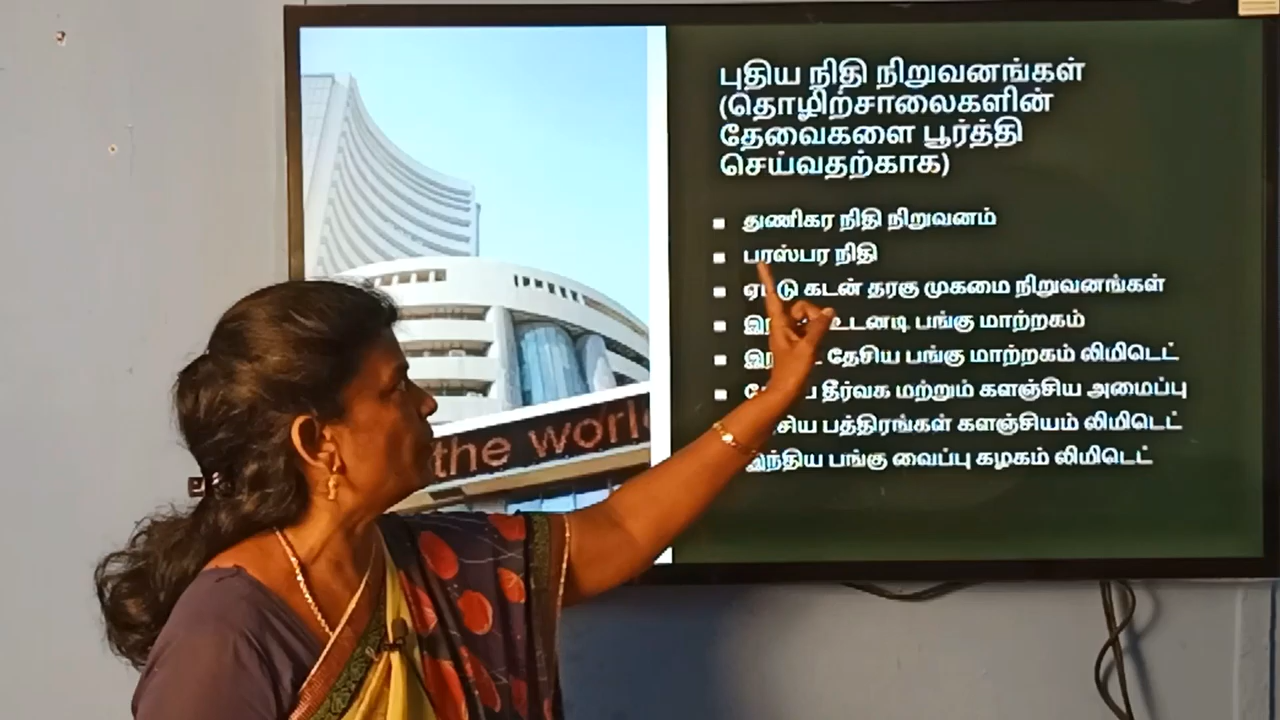 புதிய நிதி நிறுவனங்கள்
(தொழிற்சாலைகளின்
தேவைகளை பூர்த்தி
செய்வதற்காக)
துணிகர நிதி நிறுவனம்
பரஸ்பர நிதி
கடன் தரகு முகமை நிறுவனங்கள்
உடனடி பங்கு மாற்றகம்
தேசிய பங்கு மாற்றகம் லிமிடெட்
தீர்வக மற்றும் களஞ்சிய அமைப்பு
பத்திரங்கள் களஞ்சியம் லிமிடெட்
இந்திய பங்கு வைப்பு கழகம் லிமிடெட்
the world